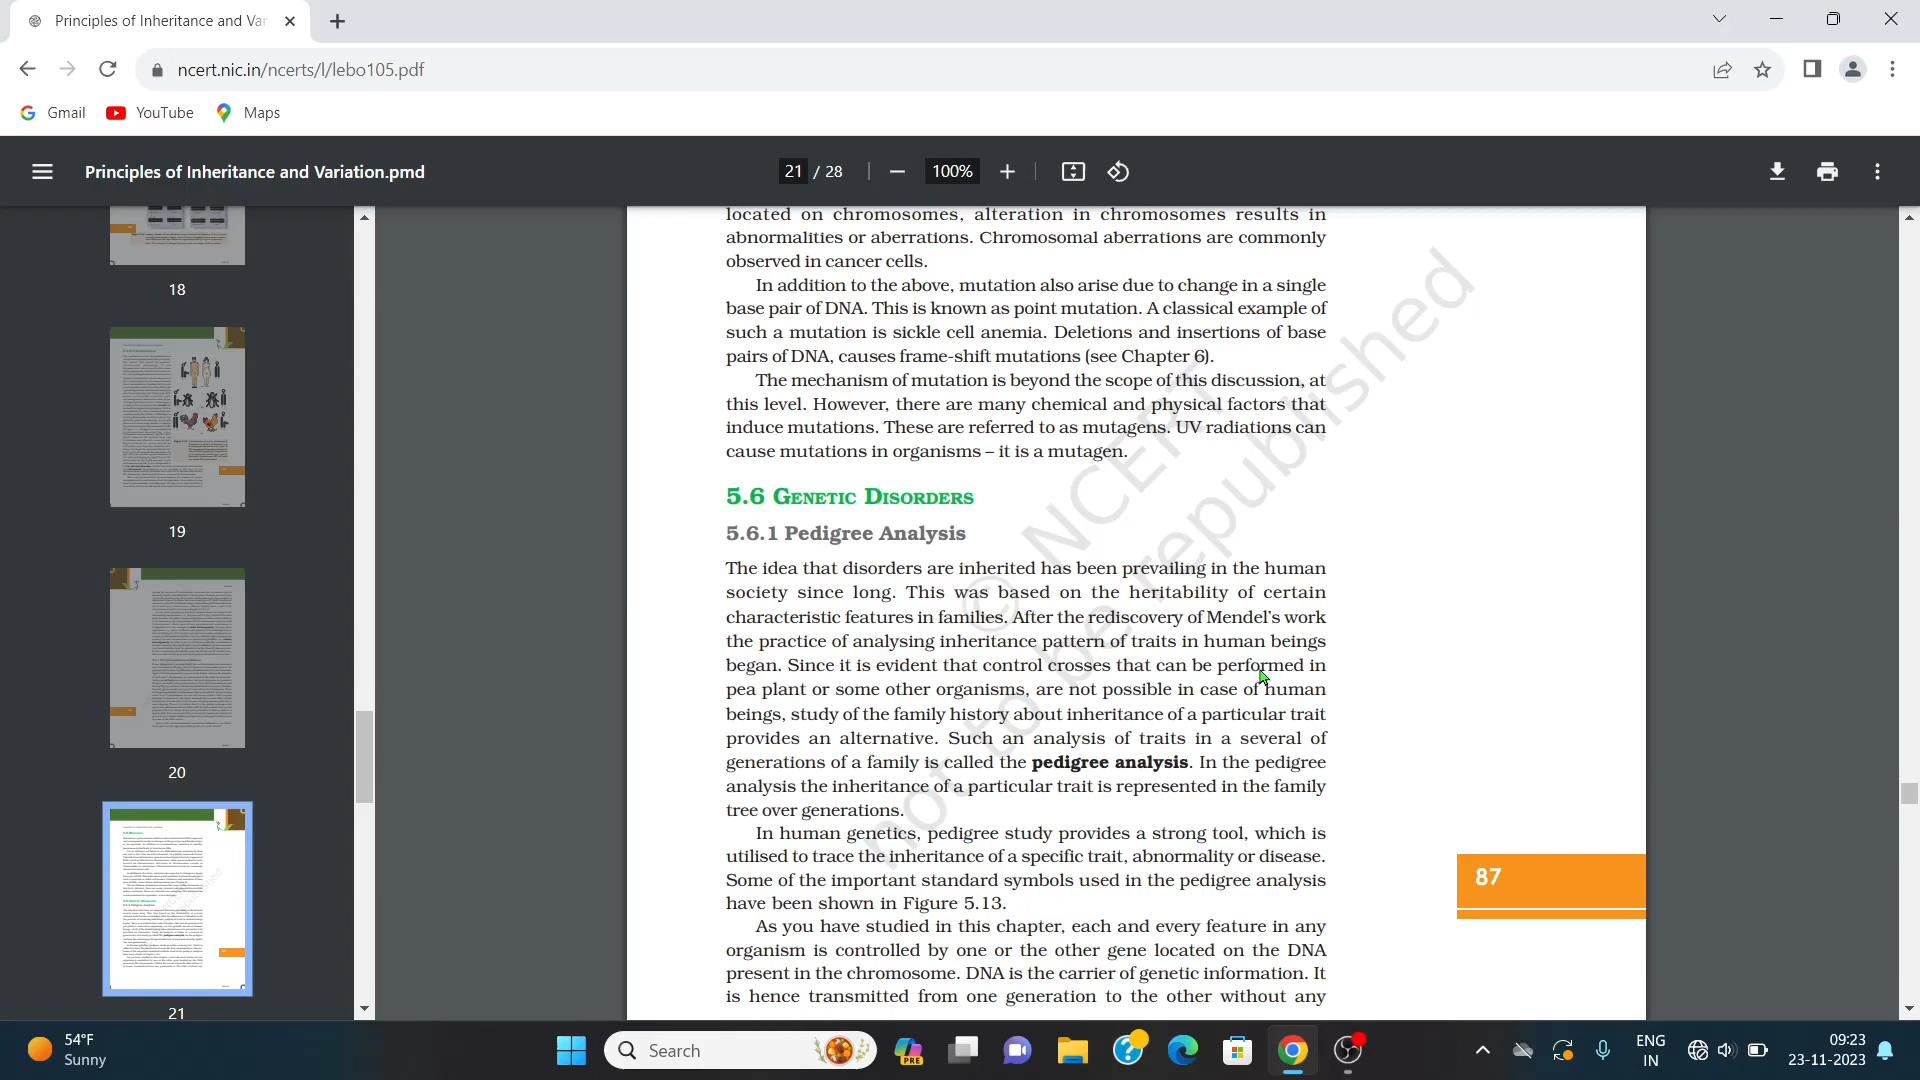 Principles of Inheritance and Var
ncert.nic.in/ncerts/l/lebo105.pdf
Gmail YouTube Maps
Principles of Inheritance and Variation.pmd
21 / 28
100%
18
19
20
21
located on chromosomes, alteration in chromosomes results in
abnormalities or aberrations. Chromosomal aberrations are commonly
observed in cancer cells.
In addition to the above, mutation also arise due to change in a single
base pair of DNA. This is known as point mutation. A classical example of
such a mutation is sickle cell anemia. Deletions and insertions of base
pairs of DNA, causes frame-shift mutations (see Chapter 6).
The mechanism of mutation is beyond the scope of this discussion, at
this level. However, there are many chemical and physical factors that
induce mutations. These are referred to as mutagens. UV radiations can
cause mutations in organisms – it is a mutagen.
5.6 GENETIC DISORDERS
5.6.1 Pedigree Analysis
The idea that disorders are inherited has been prevailing in the human
society since long. This was based on the heritability of certain
characteristic features in families. After the rediscovery of Mendel's work
the practice of analysing inheritance pattern of traits in human beings
began. Since it is evident that control crosses that can be performed in
pea plant or some other organisms, are not possible in case of human
beings, study of the family history about inheritance of a particular trait
provides an alternative. Such an analysis of traits in a several of
generations of a family is called the pedigree analysis. In the pedigree
analysis the inheritance of a particular trait is represented in the family
tree over generations.
In human genetics, pedigree study provides a strong tool, which is
utilised to trace the inheritance of a specific trait, abnormality or disease.
Some of the important standard symbols used in the pedigree analysis
have been shown in Figure 5.13.
As you have studied in this chapter, each and every feature in any
organism is controlled by one or the other gene located on the DNA
present in the chromosome. DNA is the carrier of genetic information. It
is hence transmitted from one generation to the other without any
© NCERT
not to be republished
87
54°F
Sunny
Search
PRE
ENG
IN
09:23
23-11-2023